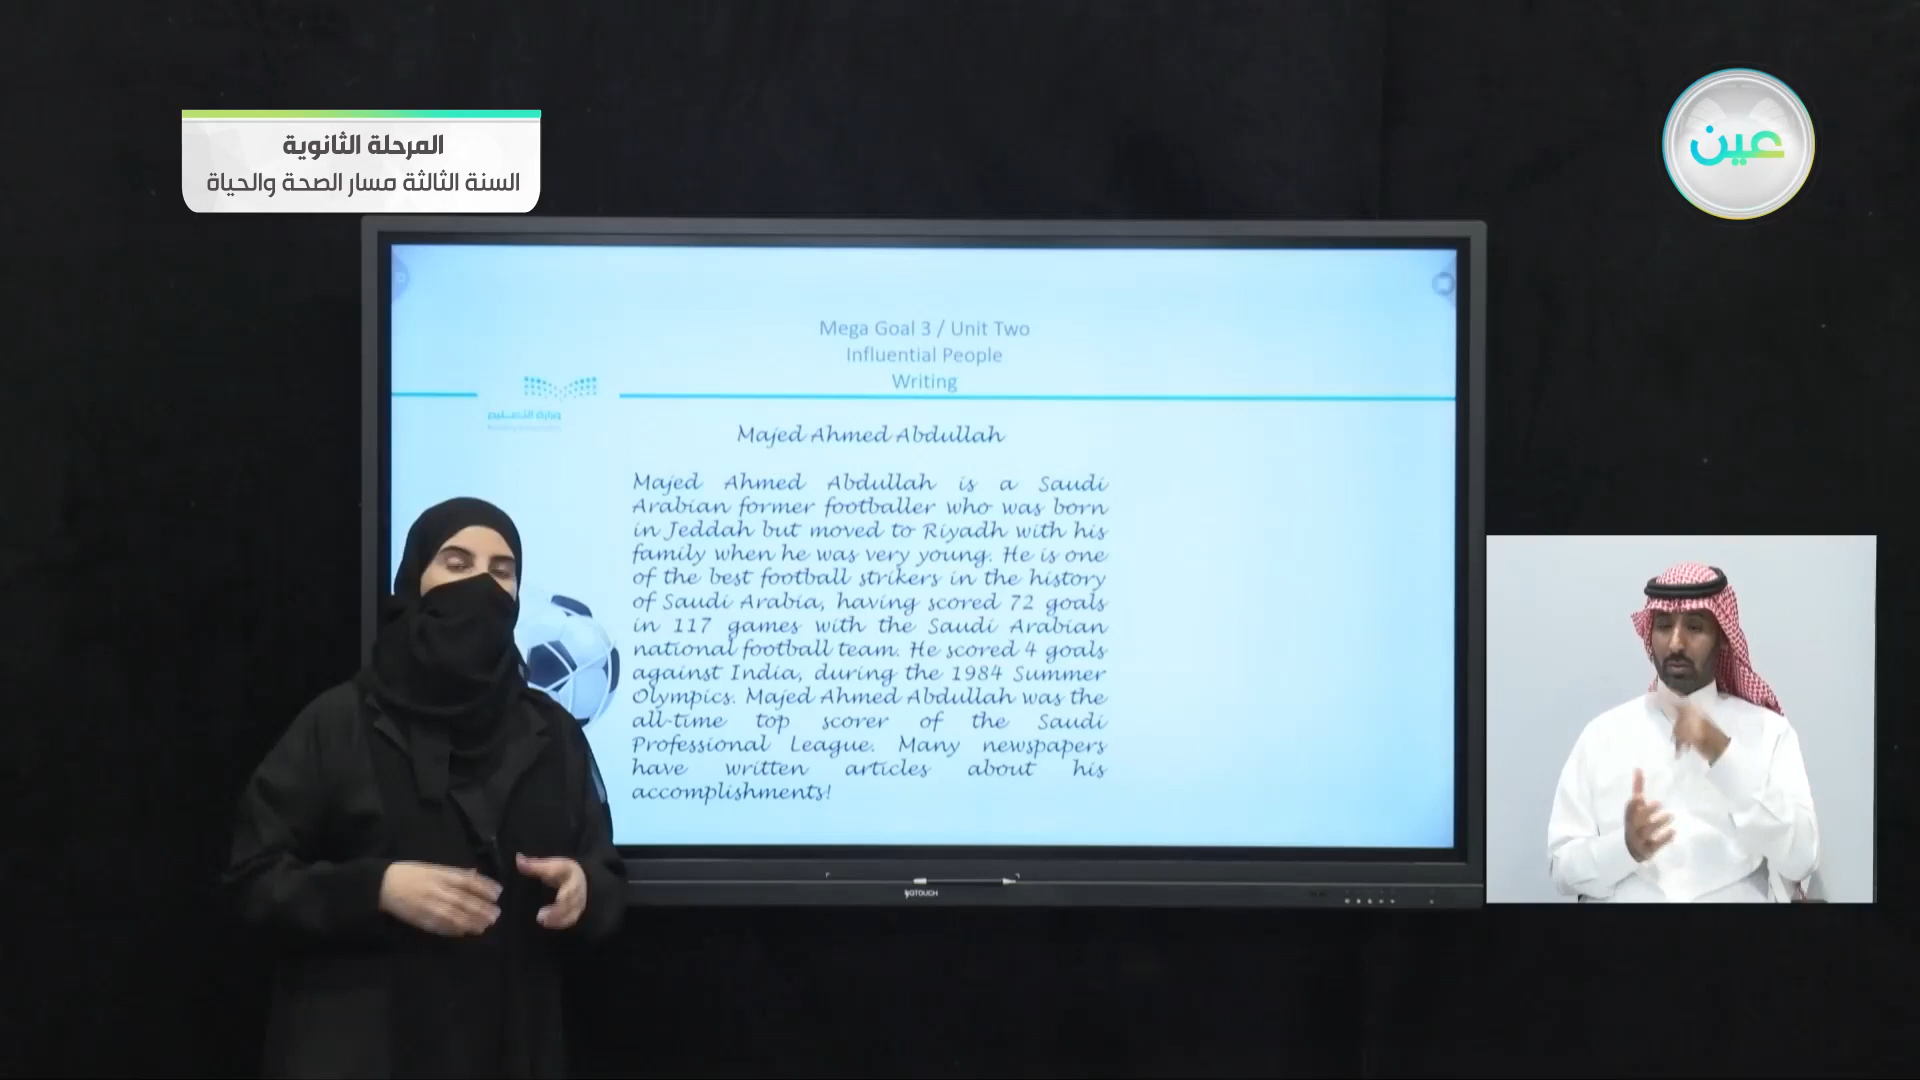 المرحلة الثانوية
السنة الثالثة مسار الصحة والحياة
عين
Mega Goal 3 / Unit Two
Influential People
Writing
وزارة التعليم
Majed Ahmed Abdullah
Majed Ahmed Abdullah is a Saudi
Arabian former footballer who was born
in Jeddah but moved to Riyadh with his
family when he was very young. He is one
of the best football strikers in the history
of Saudi Arabia, having scored 72 goals
in 117 games with the Saudi Arabian
national football team. He scored 4 goals
against India, during the 1984 Summer
Olympics. Majed Ahmed Abdullah was the
all-time top scorer of the Saudi
Professional League. Many newspapers
have written articles about his
accomplishments!